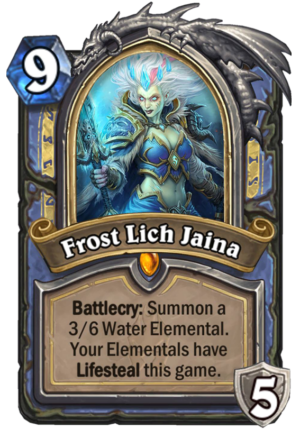 9
Frost Lich Jaina
Battlecry: Summon a
3/6 Water Elemental.
Your Elementals have
Lifesteal this game.
5